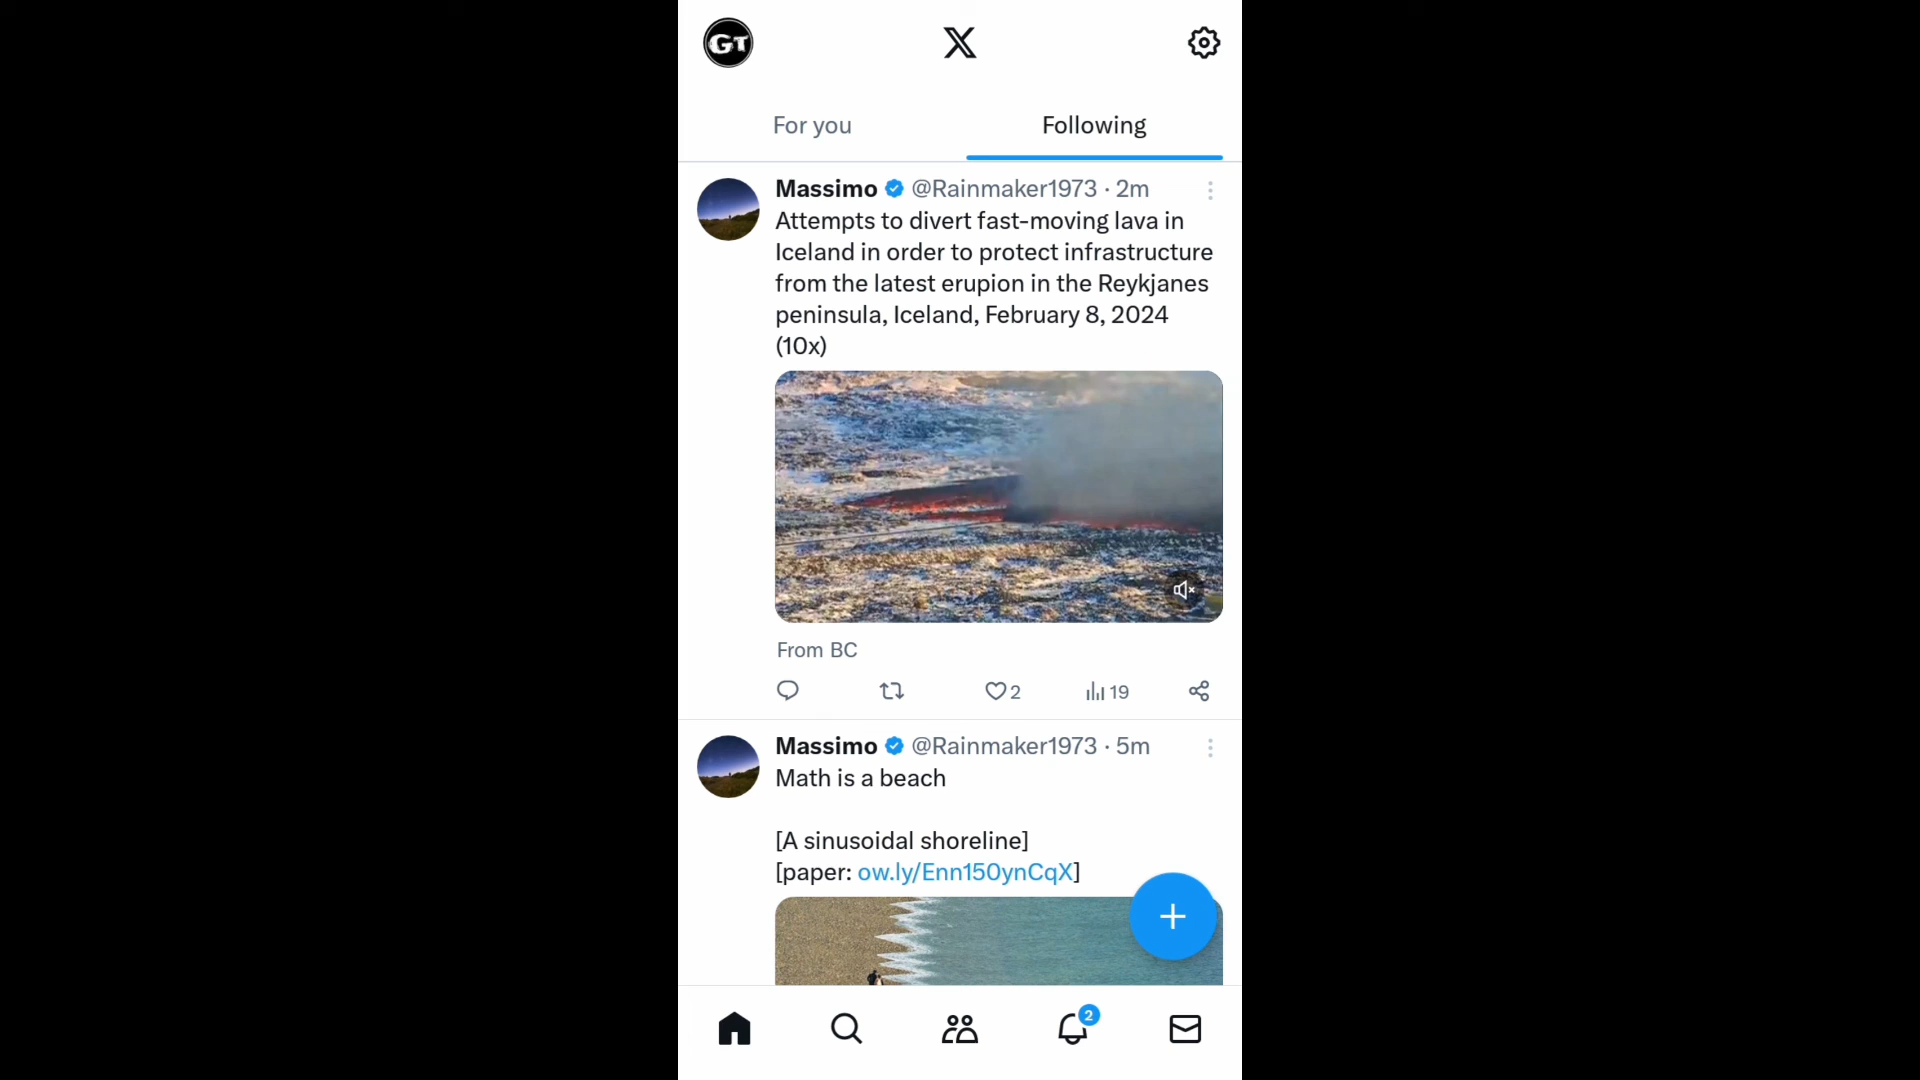 GT
X
For you
Following
Massimo @Rainmaker1973 · 2m
Attempts to divert fast-moving lava in
Iceland in order to protect infrastructure
from the latest erupion in the Reykjanes
peninsula, Iceland, February 8, 2024
(10x)
From BC
2
19
Massimo @Rainmaker1973 · 5m
Math is a beach
[A sinusoidal shoreline]
[paper: ow.ly/Enn150ynCqX]
2